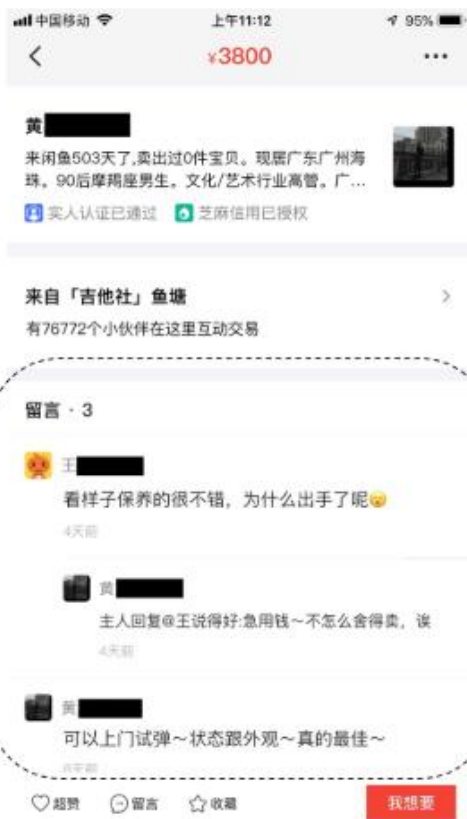 中国移动
上午11:12
95%
¥3800
黄
来闲鱼503天了,卖出过0件宝贝。现居广东广州海
珠。90后摩羯座男生。文化/艺术行业高管。广...
实人认证已通过
芝麻信用已授权
来自「吉他社」鱼塘
有76772个小伙伴在这里互动交易
留言·3
王
看样子保养的很不错，为什么出手了呢
4天前
黄
主人回复@王说得好:急用钱～不怎么舍得卖，诶
4天前
黄
可以上门试弹～状态跟外观～真的最佳～
超赞
留言
收藏
我想要